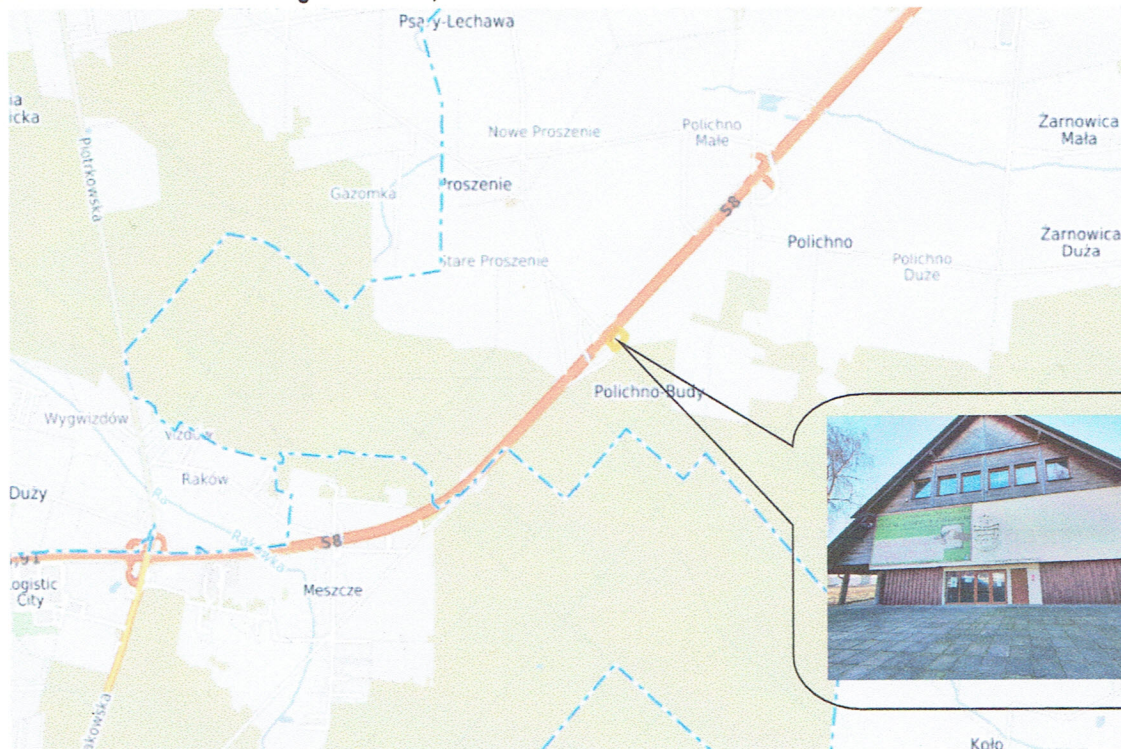 Psary-Lechawa
Nowe Proszenie
Polichno
Małe
Żarnowica
Mała
Piotrkowska
Gazomka
Proszenie
S8
Polichno
Żarnowica
Duża
Stare Proszenie
Polichno
Duże
Polichno-Budy
Wygwizdów
Raków
Duży
Rakówka
S8
Meszcze
Logistic
City
Koło